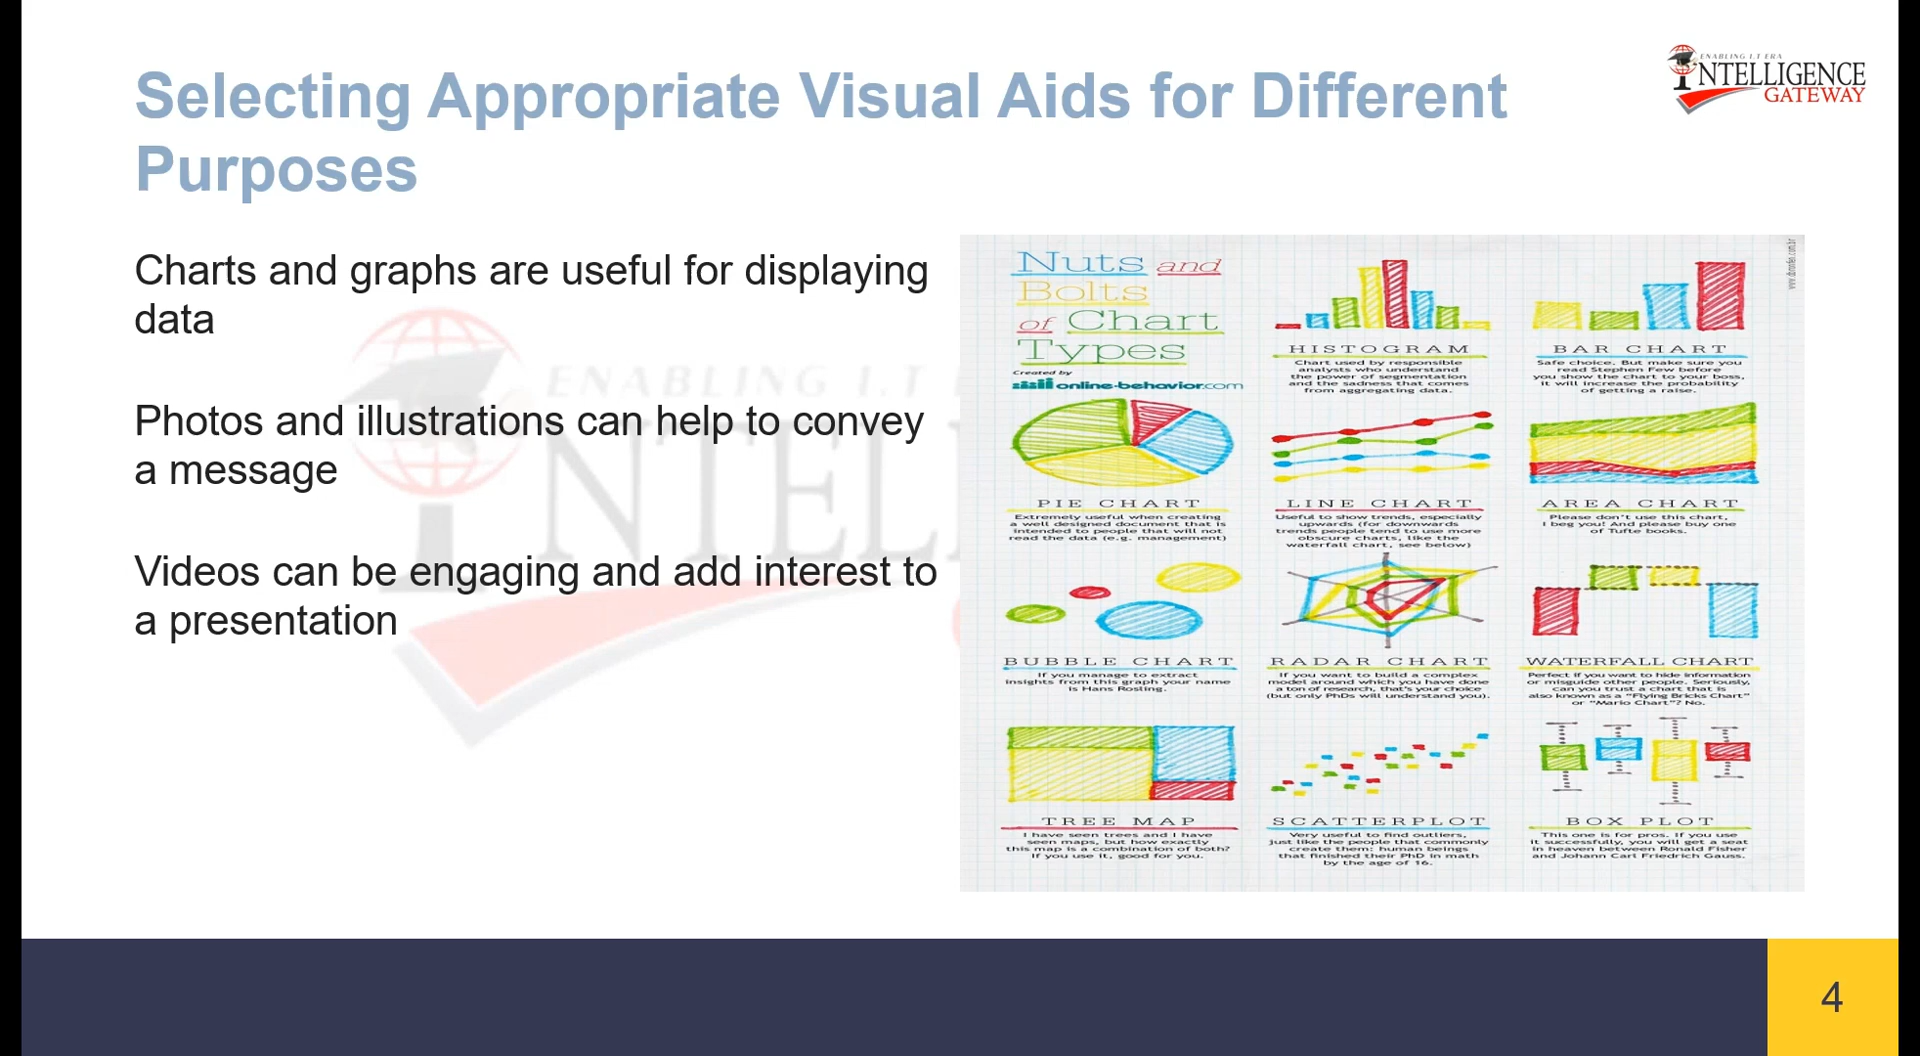 Selecting Appropriate Visual Aids for Different
Purposes
ENABLING I.T ERA
INTELLIGENCE
GATEWAY
Charts and graphs are useful for displaying
data
Photos and illustrations can help to convey
a message
Videos can be engaging and add interest to
a presentation
ENABLING I.T
INTEL
Nuts and
Bolts
of Chart
Types
Created by
online-behavior.com
HISTOGRAM
Chart used by responsible
analysts who understand
the power of segmentation
and the sadness that comes
from aggregating data.
BAR CHART
Safe choice. But make sure you
read Stephen Few before
you show the chart to your boss,
it will increase the probability
of getting a raise.
PIE CHART
Extremely useful when creating
a well designed document that is
intended to people that will not
read the data (e.g. management)
LINE CHART
Useful to show trends, especially
upwards (for downwards
trends people tend to use more
obscure charts, like the
waterfall chart, see below)
AREA CHART
Please don't use this chart,
I beg you! And please buy one
of Tufte books.
BUBBLE CHART
If you manage to extract
insights from this graph your name
is Hans Rosling.
RADAR CHART
If you want to build a complex
model around which you have done
a ton of research, that's your choice
(but only PhDs will understand you).
WATERFALL CHART
Perfect if you want to hide information
or misguide other people. Seriously,
can you trust a chart that is
also known as a "Flying Bricks Chart"
or "Mario Chart"? No.
TREE MAP
I have seen trees and I have
seen maps, but how exactly
this map is a combination of both?
If you use it, good for you.
SCATTERPLOT
Very useful to find outliers,
just like the people that commonly
create them: human beings
that finished their PhD in math
by the age of 16.
BOX PLOT
This one is for pros. If you use
it successfully, you will get a seat
in heaven between Ronald Fisher
and Johann Carl Friedrich Gauss.
4